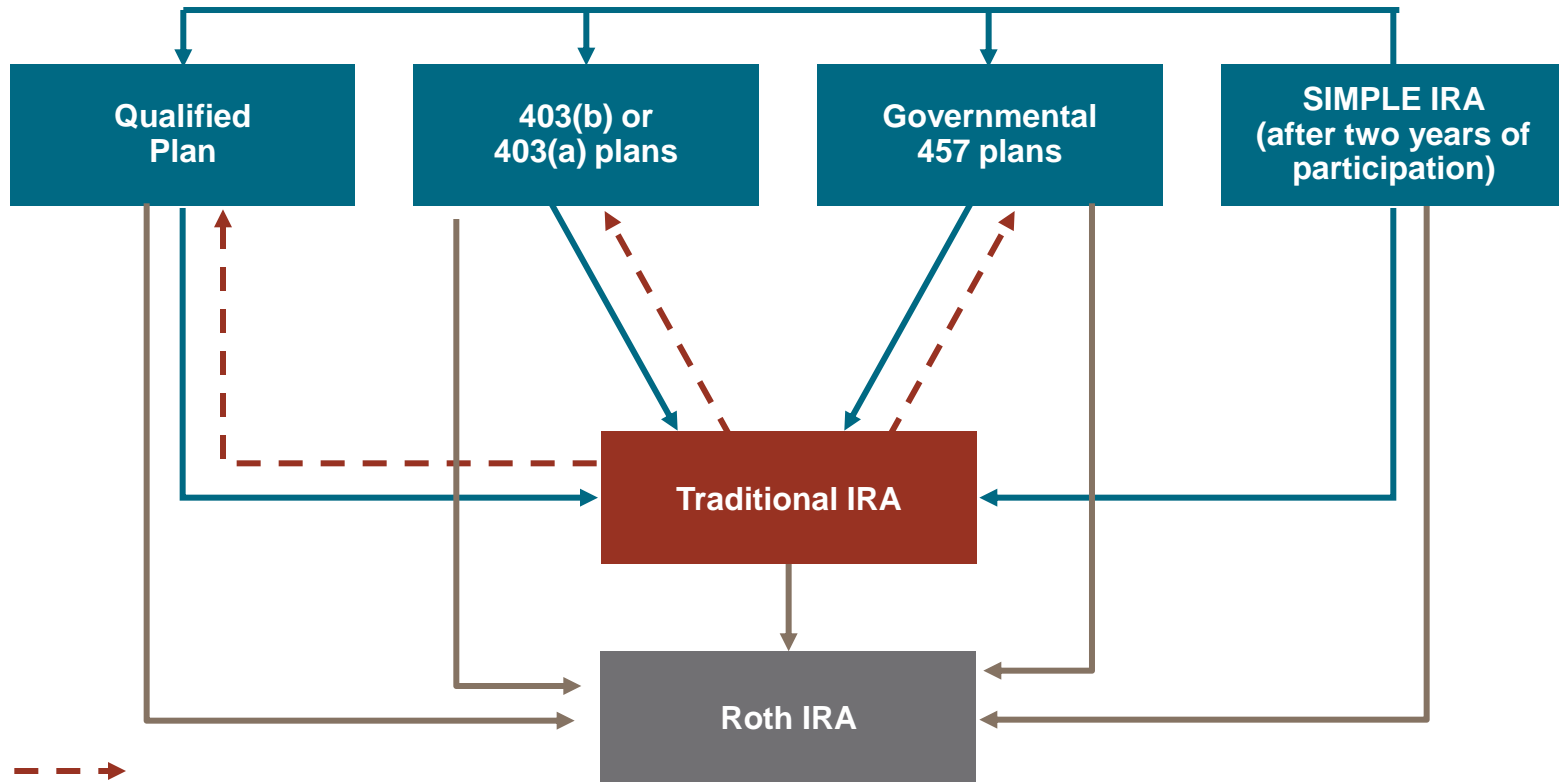 Qualified
Plan
403(b) or
403(a) plans
Governmental
457 plans
SIMPLE IRA
(after two years of
participation)
Traditional IRA
Roth IRA